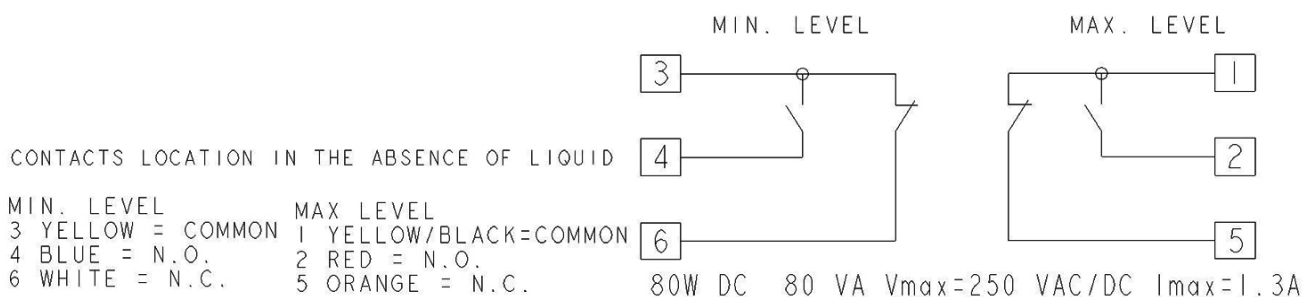 MIN. LEVEL
MAX. LEVEL
3
1
CONTACTS LOCATION IN THE ABSENCE OF LIQUID
4
2
MIN. LEVEL
3 YELLOW = COMMON
4 BLUE = N.O.
6 WHITE = N.C.
MAX LEVEL
1 YELLOW/BLACK=COMMON
2 RED = N.O.
5 ORANGE = N.C.
6
5
80W DC 80 VA Vmax=250 VAC/DC Imax=1.3A